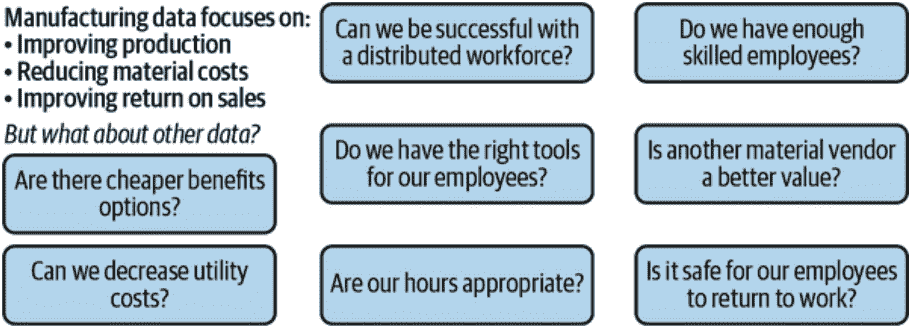 Manufacturing data focuses on:
• Improving production
• Reducing material costs
• Improving return on sales
But what about other data?
Are there cheaper benefits
options?
Can we decrease utility
costs?
Can we be successful with
a distributed workforce?
Do we have the right tools
for our employees?
Are our hours appropriate?
Do we have enough
skilled employees?
Is another material vendor
a better value?
Is it safe for our employees
to return to work?